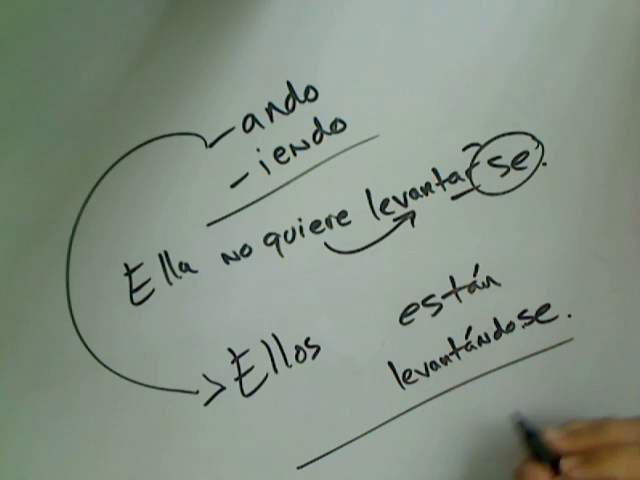 -ando
-iendo
Ella no quiere levantarse.
Ellos están
levantándose.